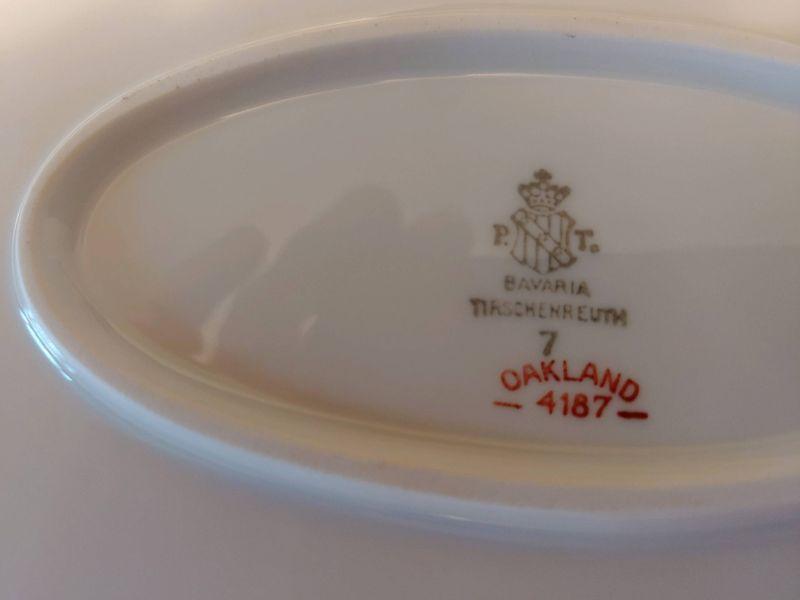 P. T.
BAVARIA
TIRSCHENREUTH
7
OAKLAND
— 4187 —